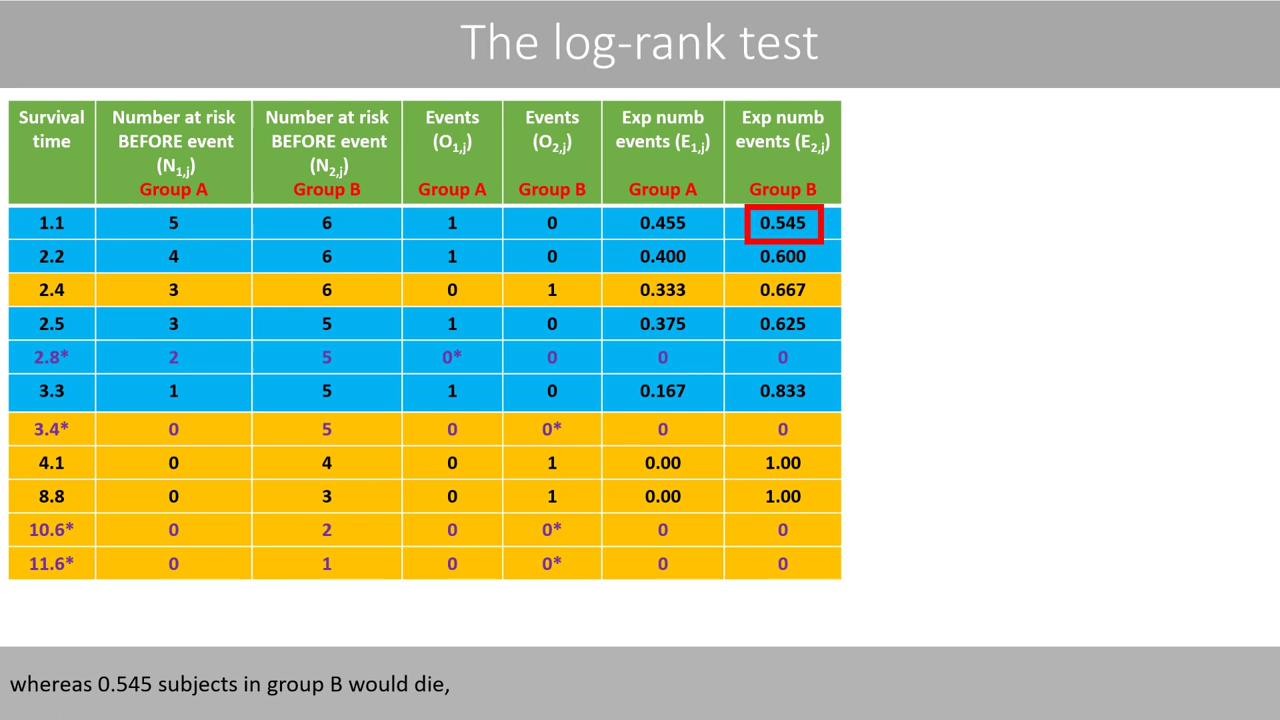 The log-rank test
Survival time | Number at risk BEFORE event (N1,j) Group A | Number at risk BEFORE event (N2,j) Group B | Events (O1,j) Group A | Events (O2,j) Group B | Exp numb events (E1,j) Group A | Exp numb events (E2,j) Group B
1.1 | 5 | 6 | 1 | 0 | 0.455 | 0.545
2.2 | 4 | 6 | 1 | 0 | 0.400 | 0.600
2.4 | 3 | 6 | 0 | 1 | 0.333 | 0.667
2.5 | 3 | 5 | 1 | 0 | 0.375 | 0.625
2.8* | 2 | 5 | 0* | 0 | 0 | 0
3.3 | 1 | 5 | 1 | 0 | 0.167 | 0.833
3.4* | 0 | 5 | 0 | 0* | 0 | 0
4.1 | 0 | 4 | 0 | 1 | 0.00 | 1.00
8.8 | 0 | 3 | 0 | 1 | 0.00 | 1.00
10.6* | 0 | 2 | 0 | 0* | 0 | 0
11.6* | 0 | 1 | 0 | 0* | 0 | 0
whereas 0.545 subjects in group B would die,